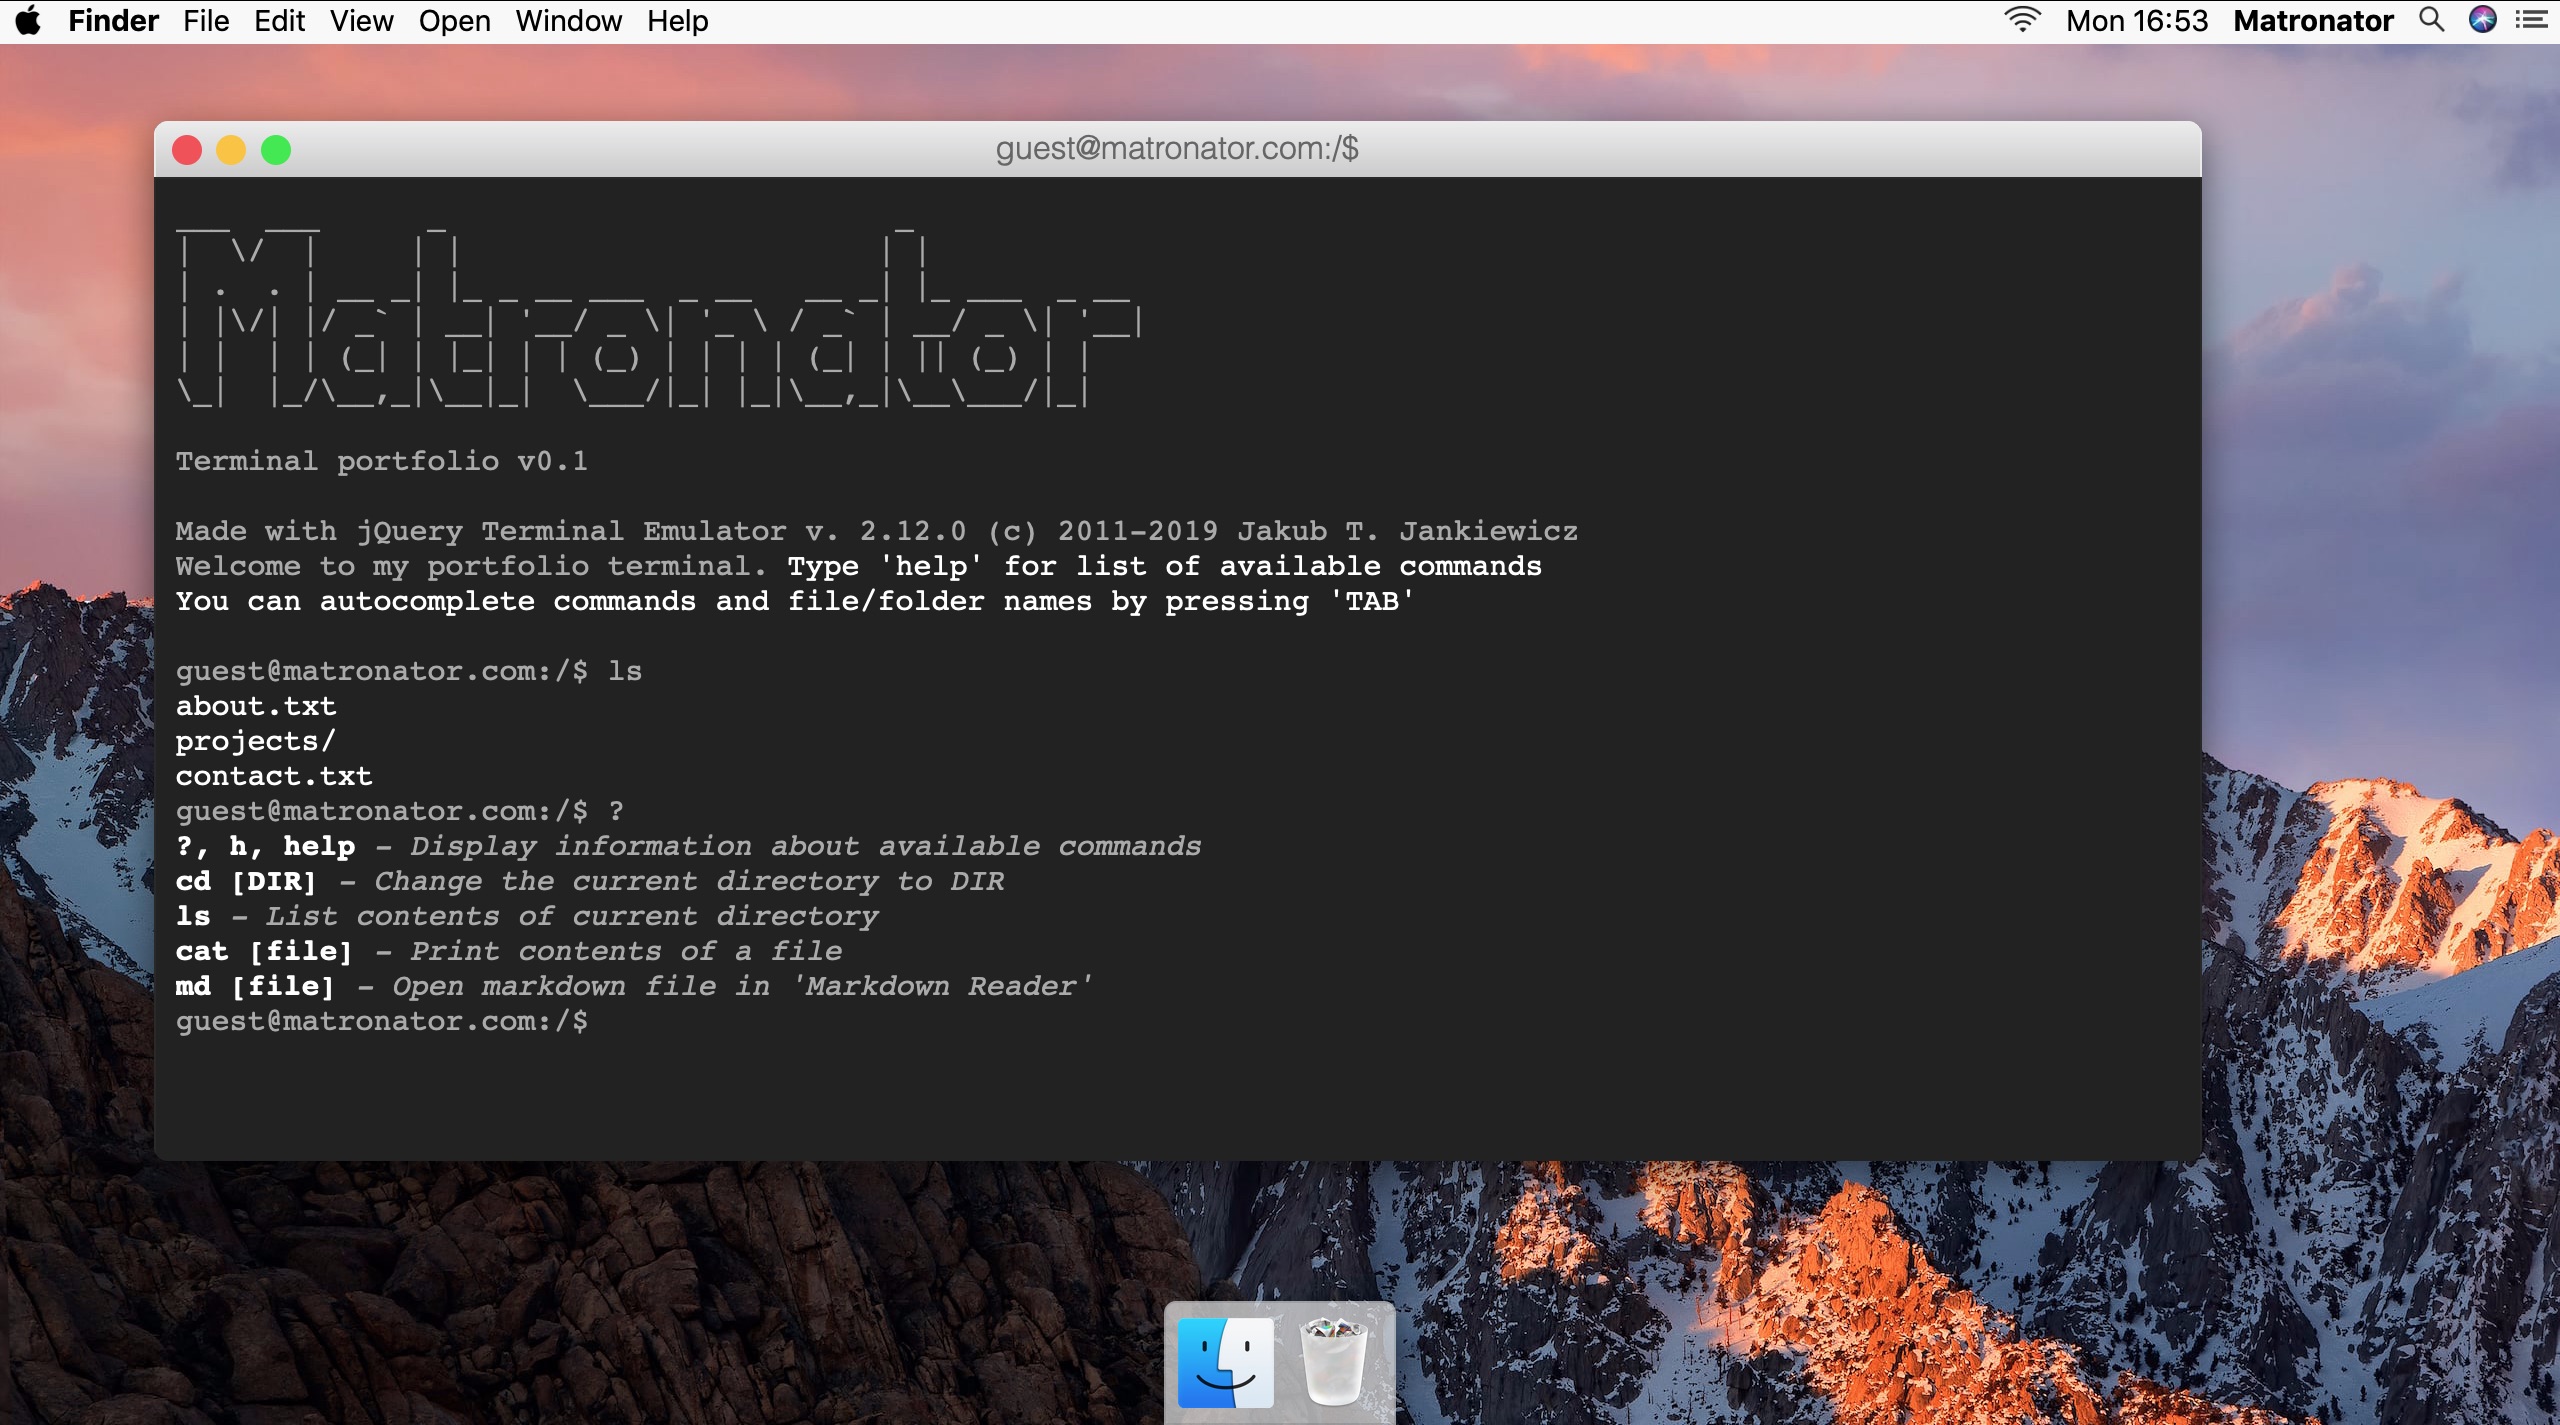 Finder File Edit View Open Window Help Mon 16:53 Matronator
guest@matronator.com:/$
Matronator
Terminal portfolio v0.1
Made with jQuery Terminal Emulator v. 2.12.0 (c) 2011-2019 Jakub T. Jankiewicz
Welcome to my portfolio terminal. Type 'help' for list of available commands
You can autocomplete commands and file/folder names by pressing 'TAB'
guest@matronator.com:/$ ls
about.txt
projects/
contact.txt
guest@matronator.com:/$ ?
?, h, help - Display information about available commands
cd [DIR] - Change the current directory to DIR
ls - List contents of current directory
cat [file] - Print contents of a file
md [file] - Open markdown file in 'Markdown Reader'
guest@matronator.com:/$